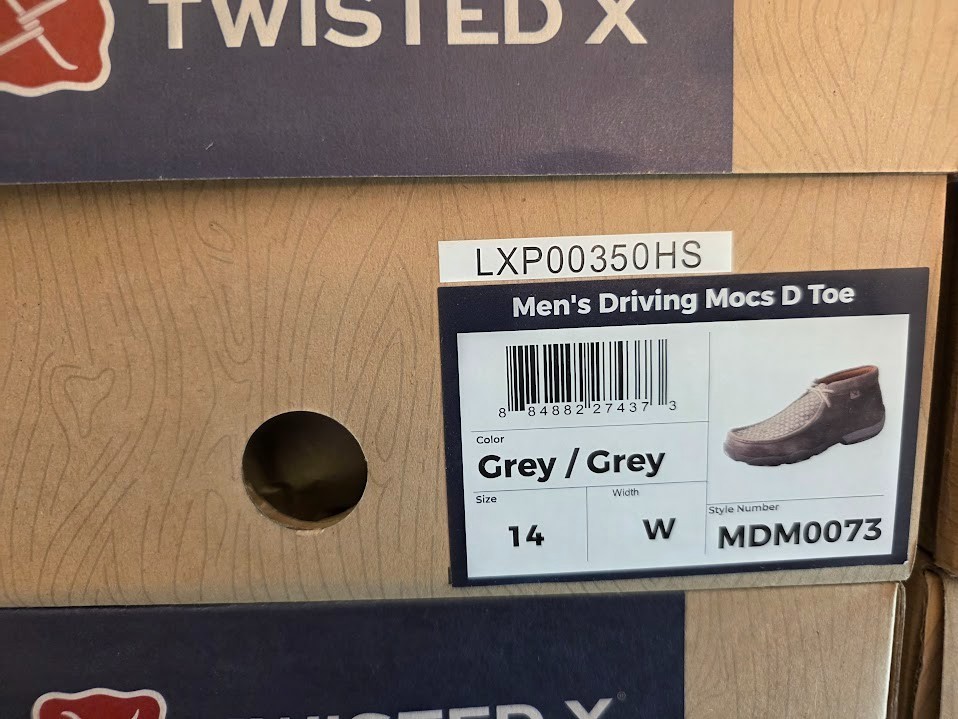 TWISTED X
LXP00350HS
Men's Driving Mocs D Toe
8 84882 27437 3
Color
Grey / Grey
Size
14
Width
W
Style Number
MDM0073
TWISTED X®